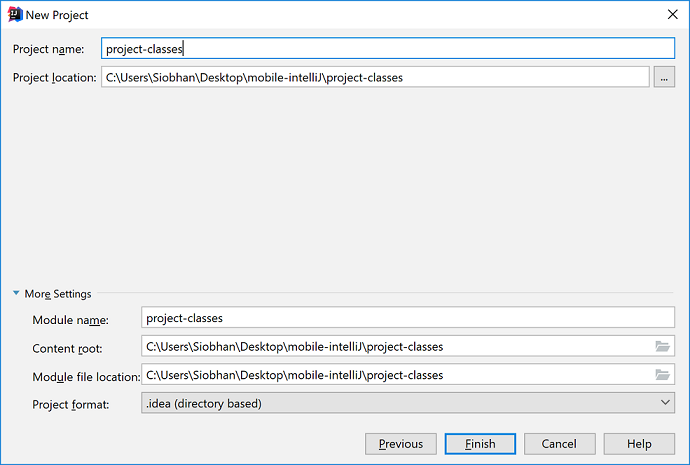 New Project
Project name: project-classes
Project location: C:\Users\Siobhan\Desktop\mobile-intelliJ\project-classes ...
More Settings
Module name: project-classes
Content root: C:\Users\Siobhan\Desktop\mobile-intelliJ\project-classes
Module file location: C:\Users\Siobhan\Desktop\mobile-intelliJ\project-classes
Project format: .idea (directory based)
Previous Finish Cancel Help